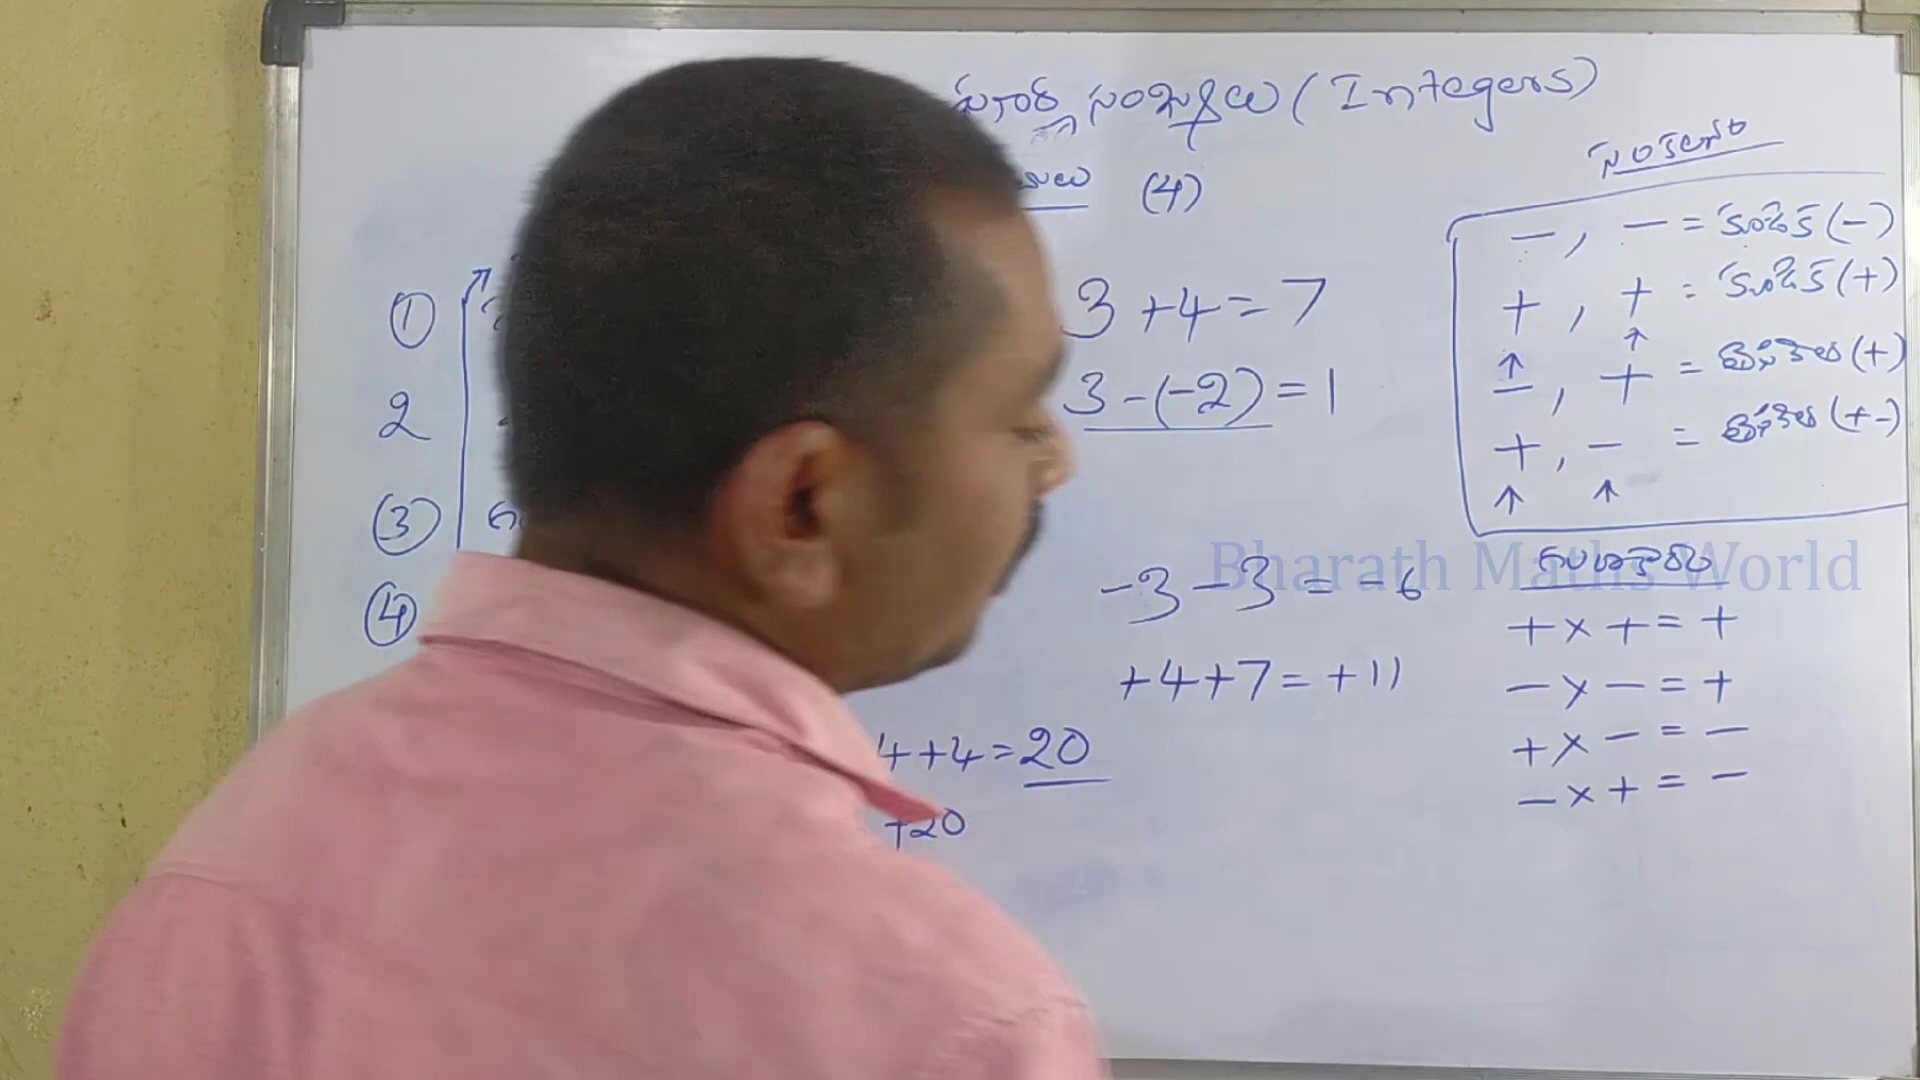 పూర్ణ సంఖ్యలు (Integers)
(4)
సంకలనం
① 3 + 4 = 7
2 3 - (-2) = 1
③
④
-3 - 3 = - 6
+4 + 7 = + 11
4 + 4 = 20
+20
- , - = కూడిక (-)
+ , + = కూడిక (+)
- , + = తీసివేత (+)
+ , - = తీసివేత (+ -)
గుణకారం
+ × + = +
- × - = +
+ × - = -
- × + = -
Bharath Maths World